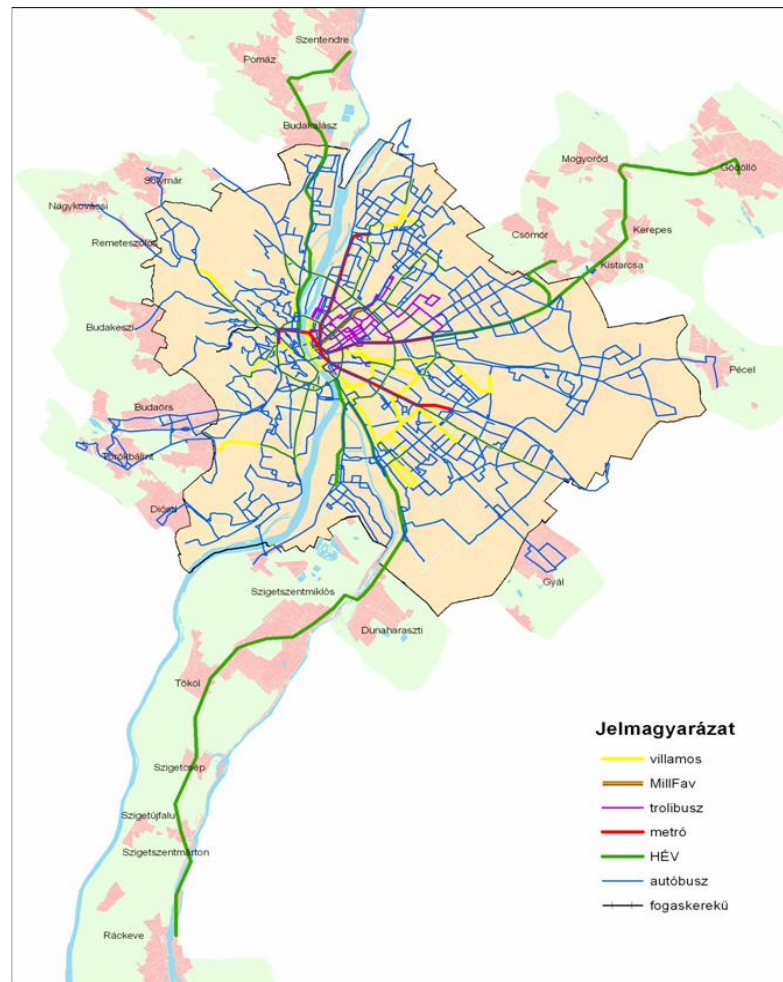 Szentendre
Pomáz
Budakalász
Mogyoród
Gödöllő
Solymár
Nagykovácsi
Csömör
Kerepes
Remeteszőlős
Kistarcsa
Budakeszi
Pécel
Budaörs
Törökbálint
Diósd
Gyál
Szigetszentmiklós
Dunaharaszti
Tököl
Szigetcsép
Szigetújfalu
Szigetszentmárton
Ráckeve
Jelmagyarázat
villamos
MillFav
trolibusz
metró
HÉV
autóbusz
fogaskerekű